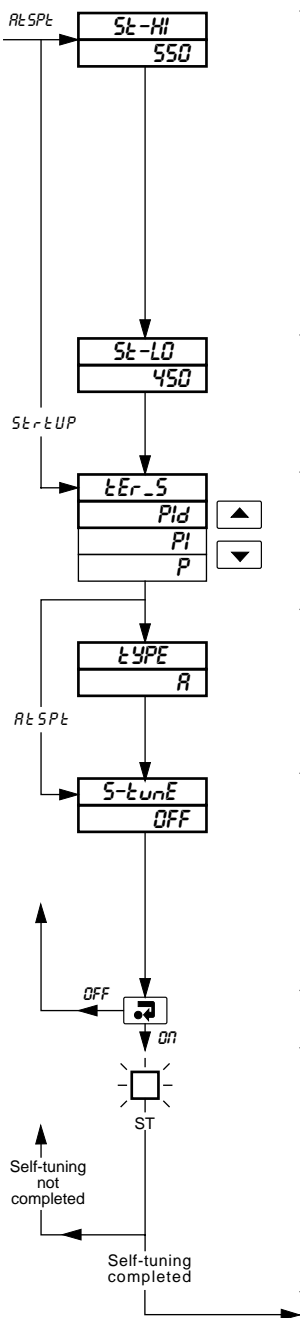 AtSPt
St-HI
550
St-LO
450
StrtUP
tEr_S
PId
PI
P
tYPE
A
AtSPt
S-tunE
OFF
OFF
ON
ST
Self-tuning
not
completed
Self-tuning
completed